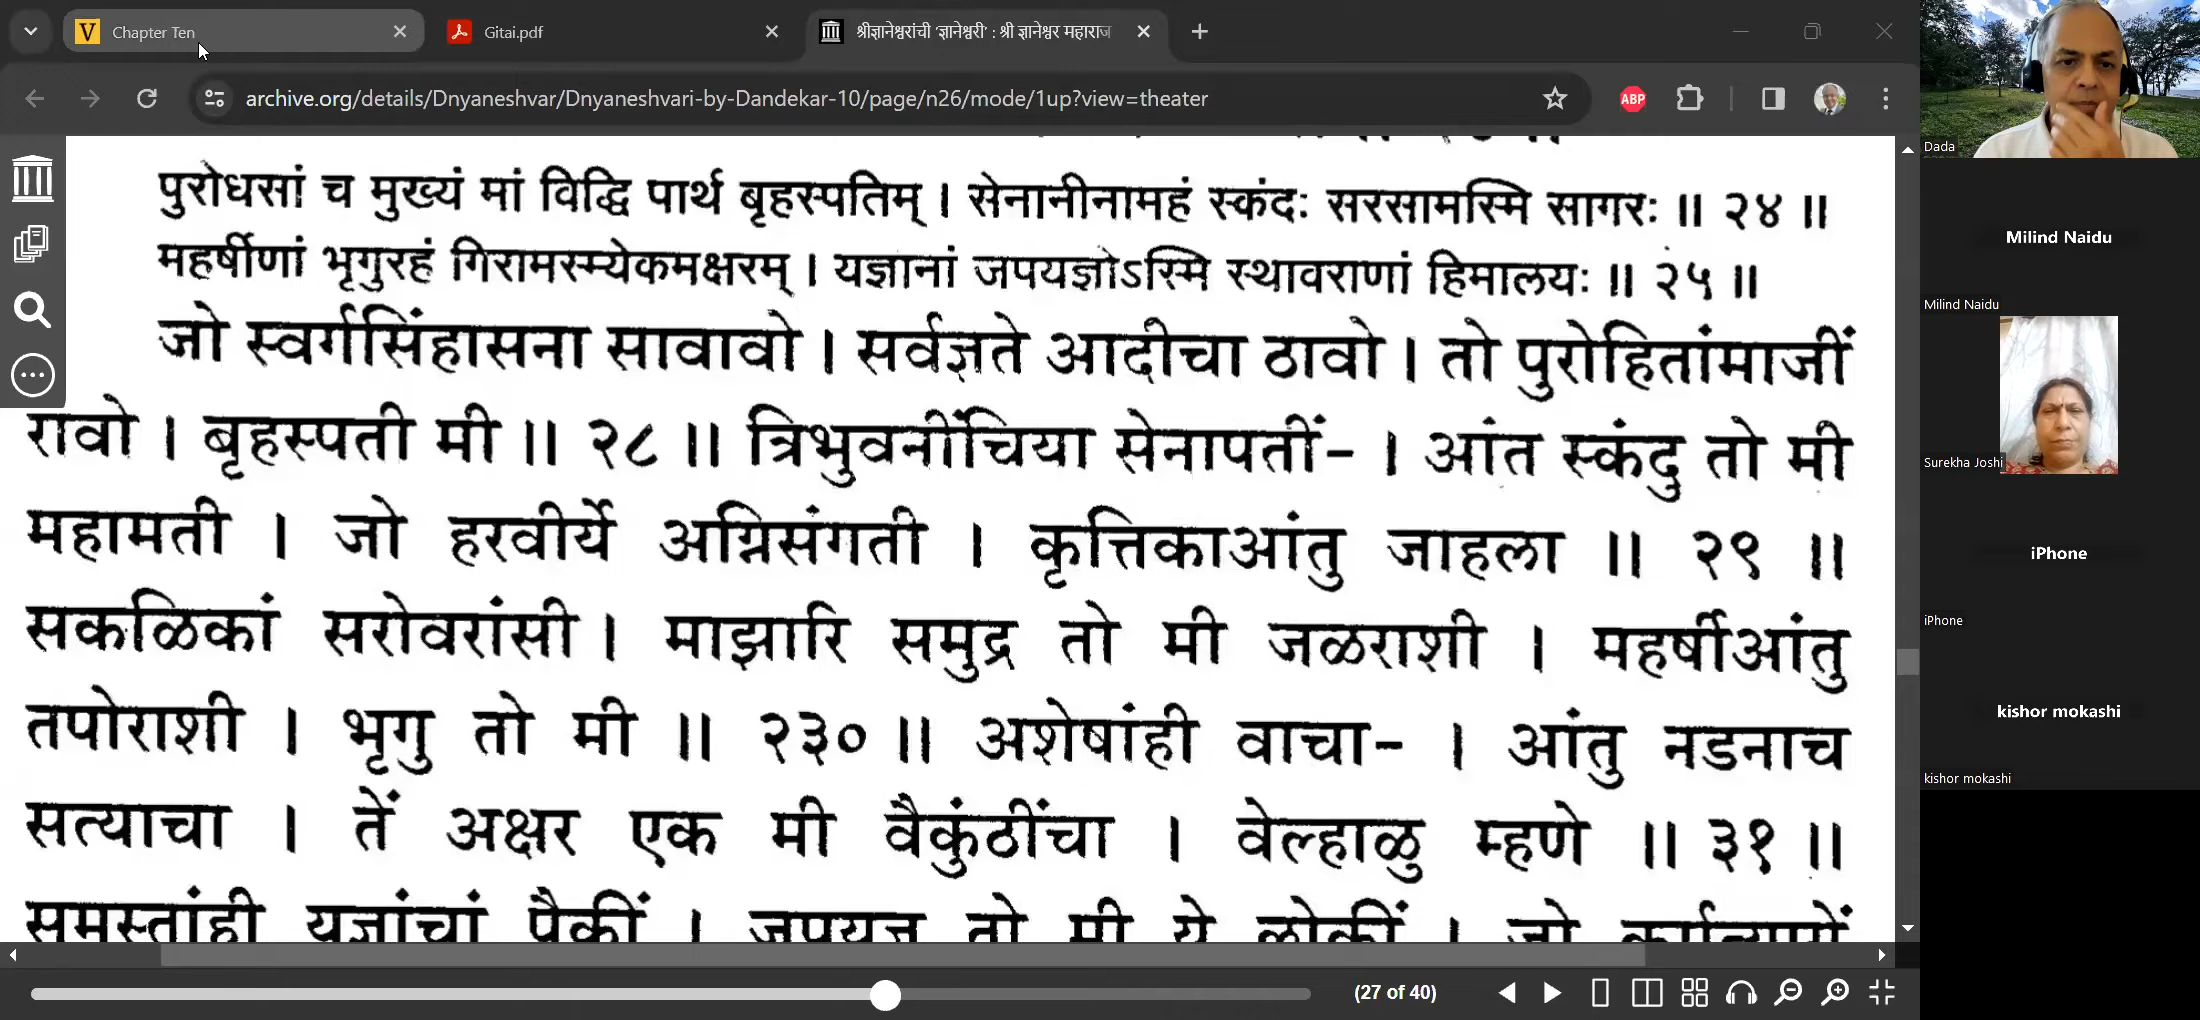 Chapter Ten
Gitai.pdf
श्रीज्ञानेश्वरांची 'ज्ञानेश्वरी' : श्री ज्ञानेश्वर महाराज
archive.org/details/Dnyaneshvar/Dnyaneshvari-by-Dandekar-10/page/n26/mode/1up?view=theater
ABP
पुरोधसां च मुख्यं मां विद्धि पार्थ बृहस्पतिम् । सेनानीनामहं स्कंदः सरसामस्मि सागरः ॥ २४ ॥
महर्षीणां भृगुरहं गिरामस्म्येकमक्षरम् । यज्ञानां जपयज्ञोऽस्मि स्थावराणां हिमालयः ॥ २५ ॥
जो स्वर्गसिंहासना सावावो । सर्वज्ञते आदीचा ठावो । तो पुरोहितांमाजीं
रावो । बृहस्पती मी ॥ २८ ॥ त्रिभुवनींचिया सेनापतीं- । आंत स्कंदु तो मी
महामती । जो हरवीर्ये अग्निसंगती । कृत्तिकाआंतु जाहला ॥ २९ ॥
सकळिकां सरोवरांसी । माझारि समुद्र तो मी जळराशी । महर्षीआंतु
तपोराशी । भृगु तो मी ॥ २३० ॥ अशेषांही वाचा- । आंतु नडनाच
सत्याचा । तें अक्षर एक मी वैकुंठींचा । वेल्हाळु म्हणे ॥ ३१ ॥
समस्तांही यज्ञांचां पैकीं । जपयज्ञ तो मी ये लोकीं । जो
(27 of 40)
Dada
Milind Naidu
Milind Naidu
Surekha Joshi
iPhone
iPhone
kishor mokashi
kishor mokashi